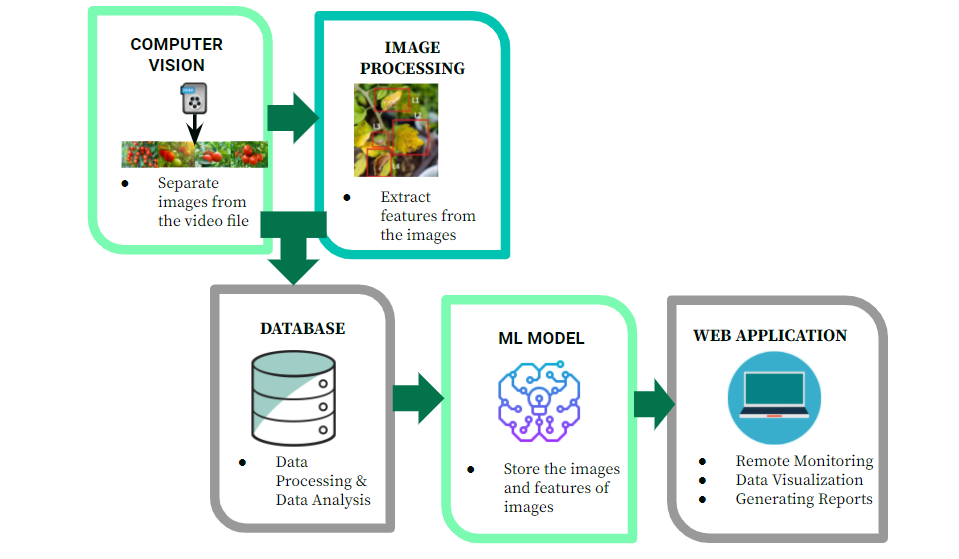 COMPUTER
VISION
● Separate
images from
the video file
IMAGE
PROCESSING
L1
● Extract
features from
the images
DATABASE
● Data
Processing &
Data Analysis
ML MODEL
● Store the images
and features of
images
WEB APPLICATION
● Remote Monitoring
● Data Visualization
● Generating Reports